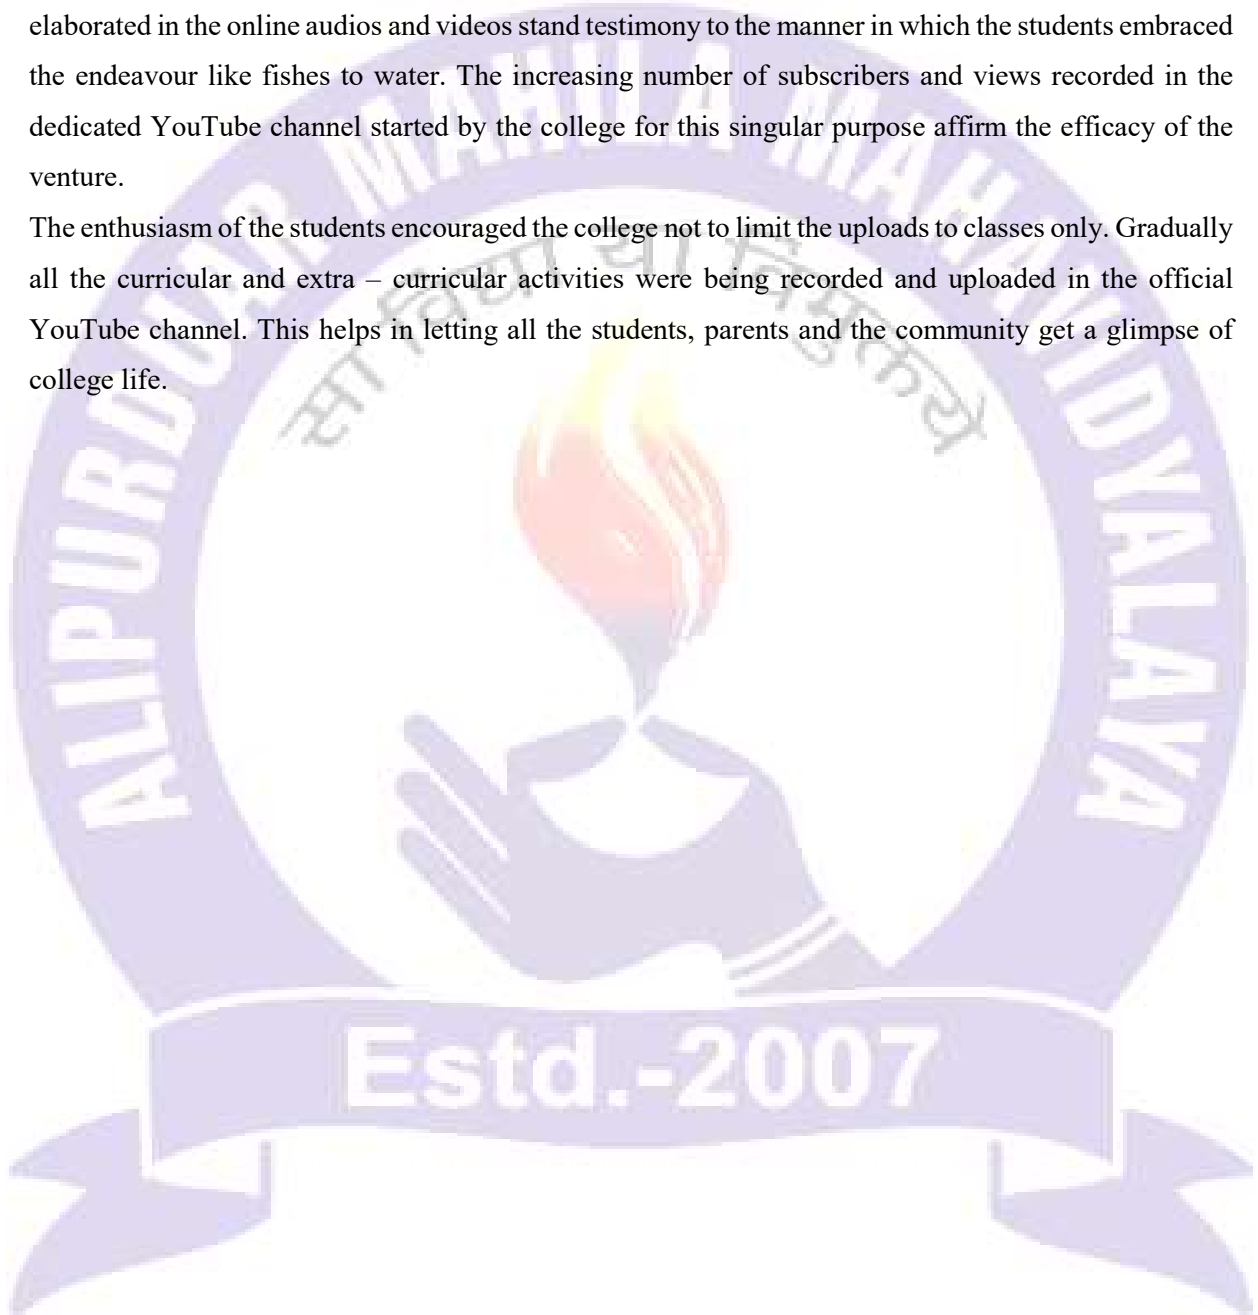 elaborated in the online audios and videos stand testimony to the manner in which the students embraced
the endeavour like fishes to water. The increasing number of subscribers and views recorded in the
dedicated YouTube channel started by the college for this singular purpose affirm the efficacy of the
venture.
The enthusiasm of the students encouraged the college not to limit the uploads to classes only. Gradually
all the curricular and extra – curricular activities were being recorded and uploaded in the official
YouTube channel. This helps in letting all the students, parents and the community get a glimpse of
college life.
ALIPURDUAR MAHILA MAHAVIDYALAYA
सा विद्या या विमुक्तये
Estd.-2007